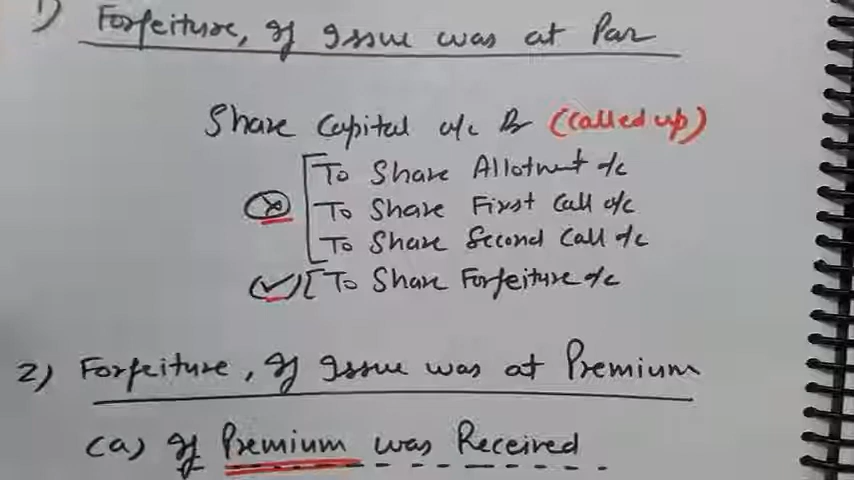 1) Forfeiture, if Issue was at Par
Share Capital a/c Dr (Called up)
To Share Allotment a/c
To Share First Call a/c
To Share Second Call a/c
To Share Forfeiture a/c
2) Forfeiture, if Issue was at Premium
(a) if Premium was Received